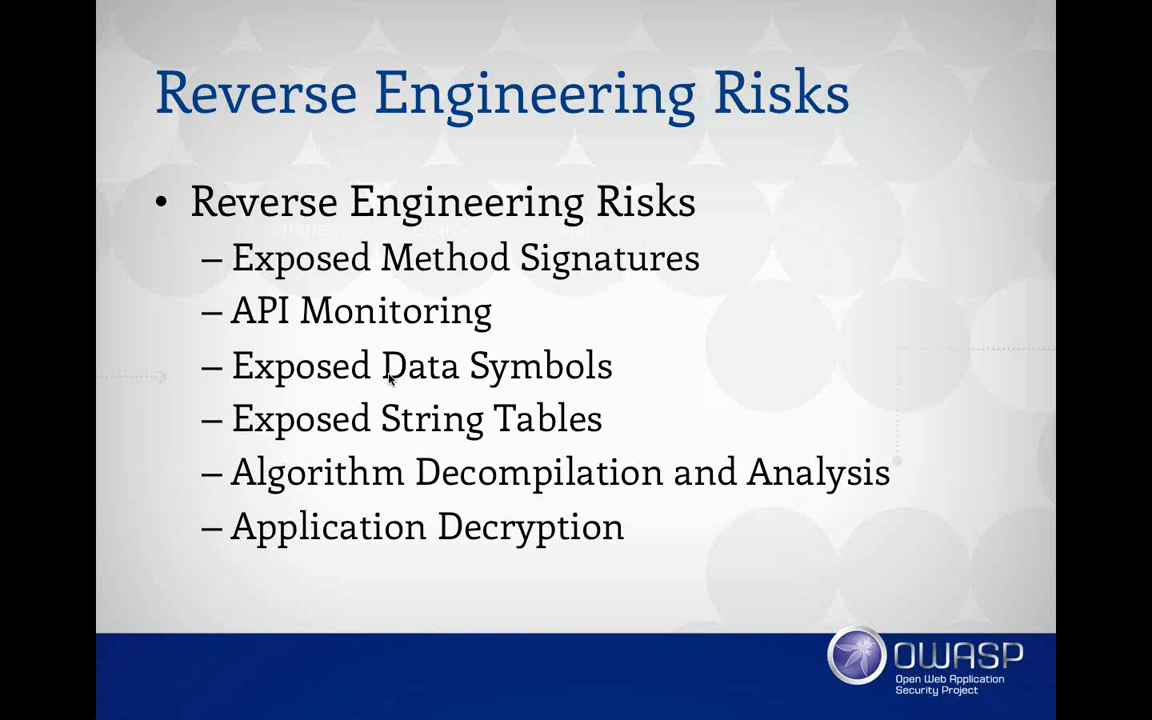 Reverse Engineering Risks
• Reverse Engineering Risks
– Exposed Method Signatures
– API Monitoring
– Exposed Data Symbols
– Exposed String Tables
– Algorithm Decompilation and Analysis
– Application Decryption
OWASP
Open Web Application
Security Project